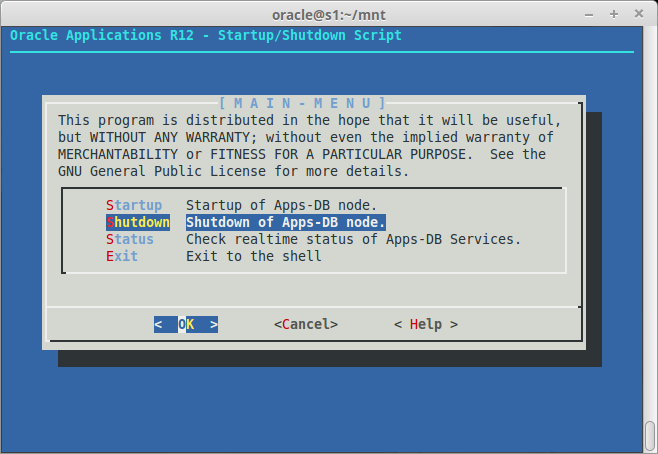 oracle@s1:~/mnt
Oracle Applications R12 - Startup/Shutdown Script
[ M A I N - M E N U ]
This program is distributed in the hope that it will be useful,
but WITHOUT ANY WARRANTY; without even the implied warranty of
MERCHANTABILITY or FITNESS FOR A PARTICULAR PURPOSE.  See the
GNU General Public License for more details.
Startup   Startup of Apps-DB node.
Shutdown  Shutdown of Apps-DB node.
Status    Check realtime status of Apps-DB Services.
Exit      Exit to the shell
<  OK  >       <Cancel>       < Help >